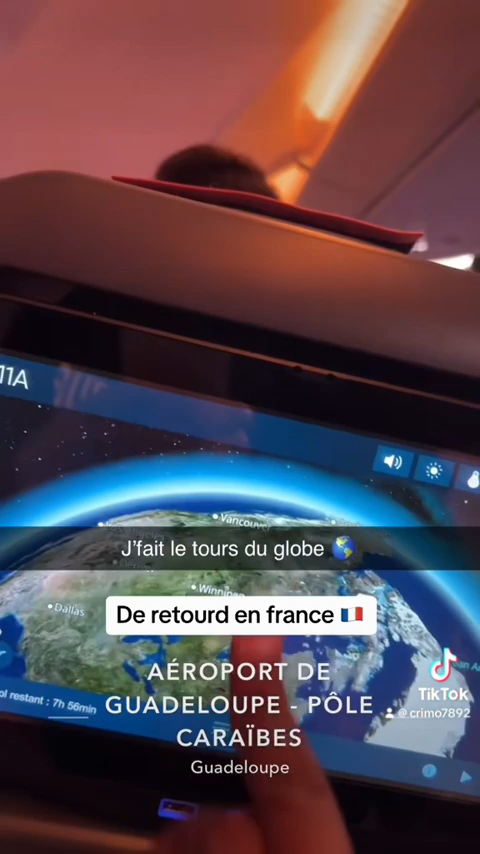 11A
Vancouver
J'fait le tours du globe 🌎
Winnipeg
Dallas
De retourd en france 🇫🇷
AÉROPORT DE
GUADELOUPE - PÔLE
CARAÏBES
Guadeloupe
ol restant : 7h 56min
TikTok
@crimo7892